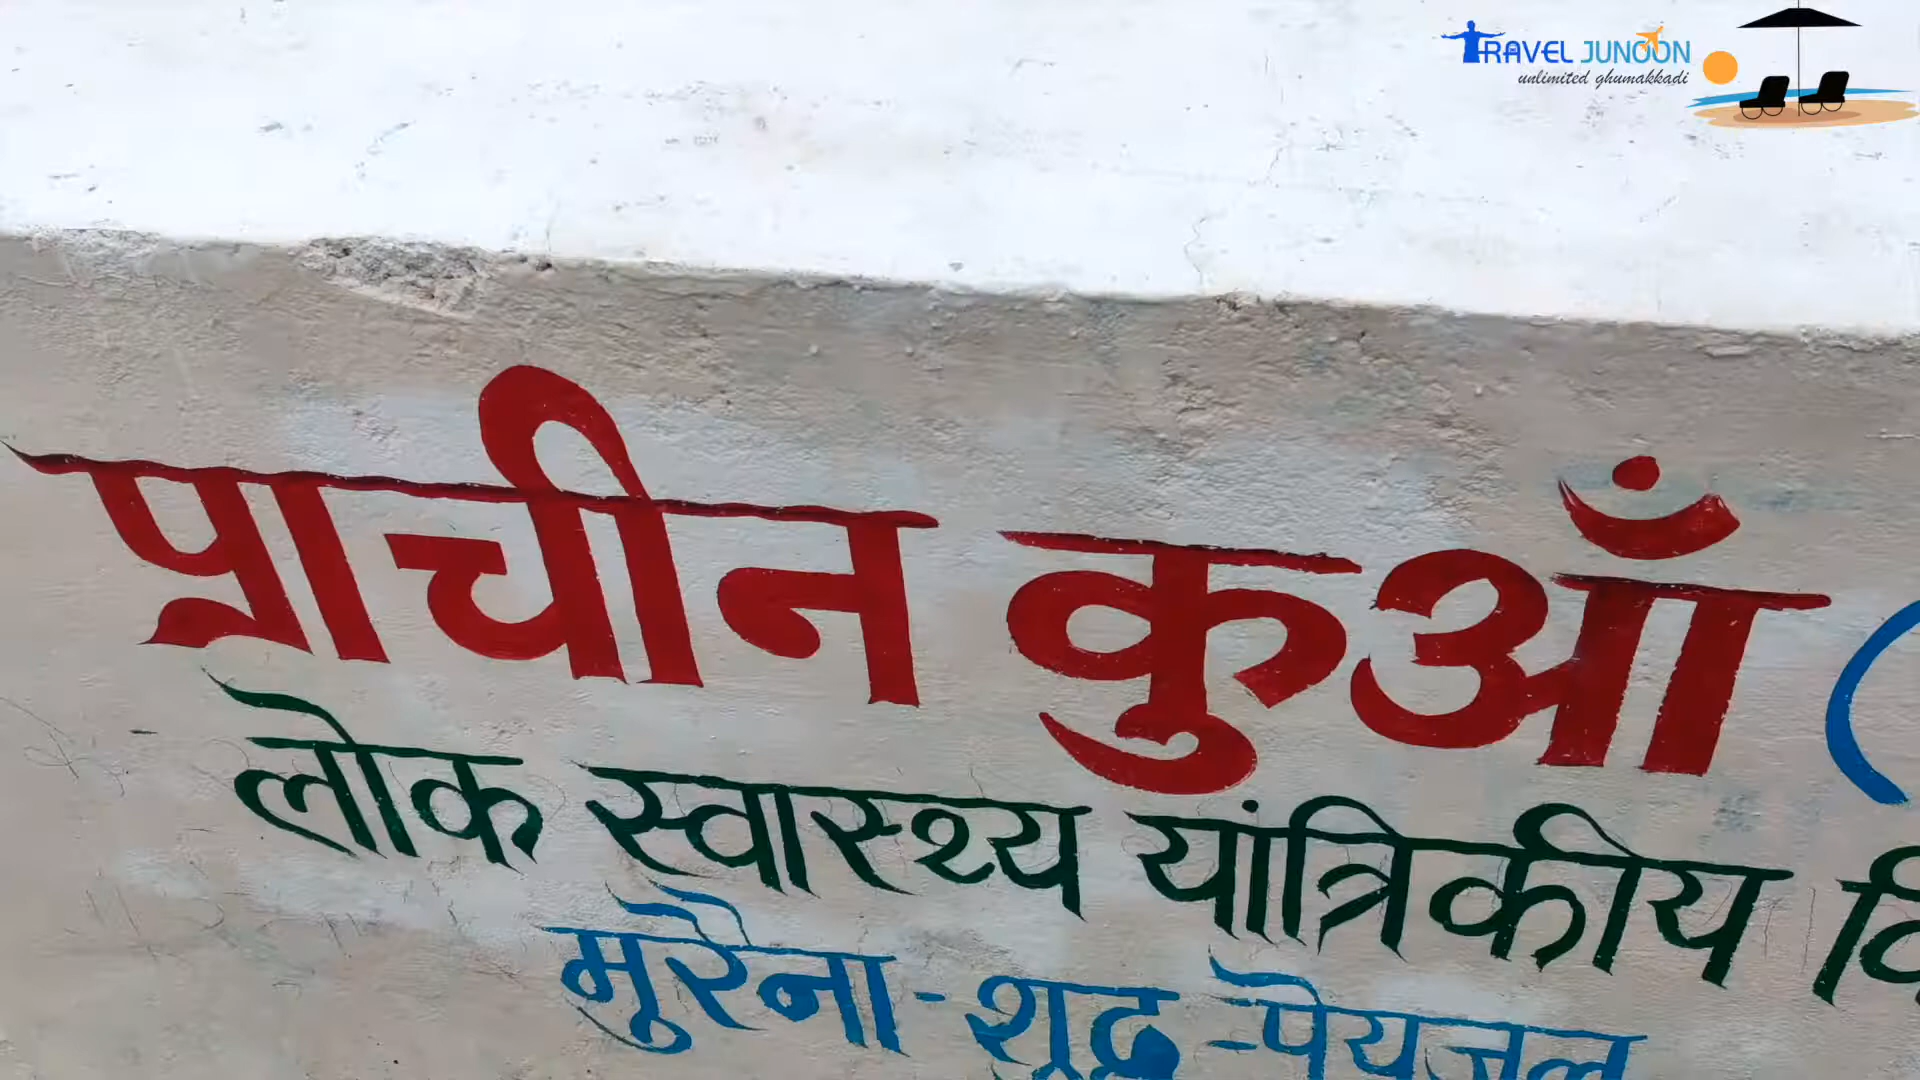 TRAVEL JUNOON
unlimited ghumakkadi
प्राचीन कुआँ (
लोक स्वास्थ्य यांत्रिकीय
मुरैना-शुद्ध-पेयजल